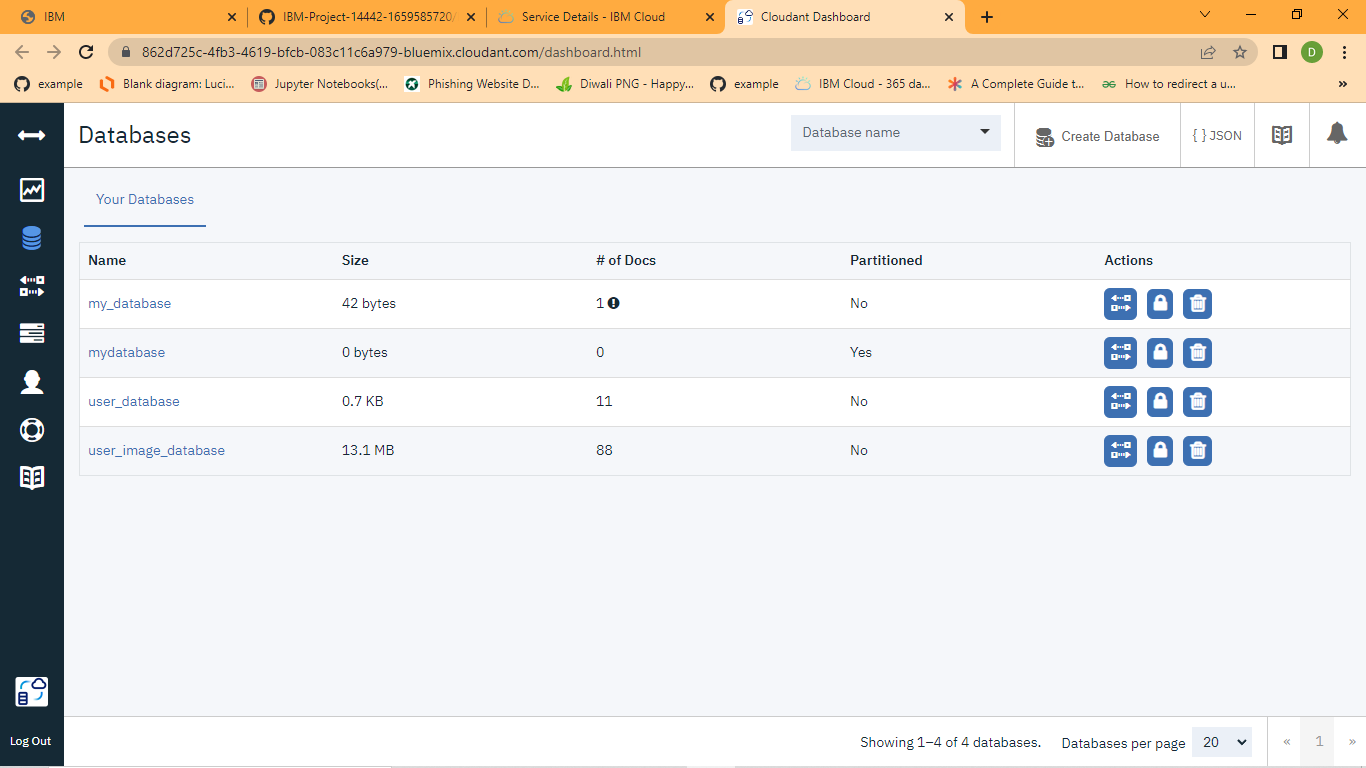 IBM
IBM-Project-14442-1659585720/
Service Details - IBM Cloud
Cloudant Dashboard
862d725c-4fb3-4619-bfcb-083c11c6a979-bluemix.cloudant.com/dashboard.html
D
example
Blank diagram: Luci...
Jupyter Notebooks(...
Phishing Website D...
Diwali PNG - Happy...
example
IBM Cloud - 365 da...
A Complete Guide t...
How to redirect a u...
»
Databases
Database name
Create Database
{ } JSON
Your Databases
Name Size # of Docs Partitioned Actions
my_database 42 bytes 1 No
mydatabase 0 bytes 0 Yes
user_database 0.7 KB 11 No
user_image_database 13.1 MB 88 No
Log Out
Showing 1–4 of 4 databases. Databases per page 20 « 1 »